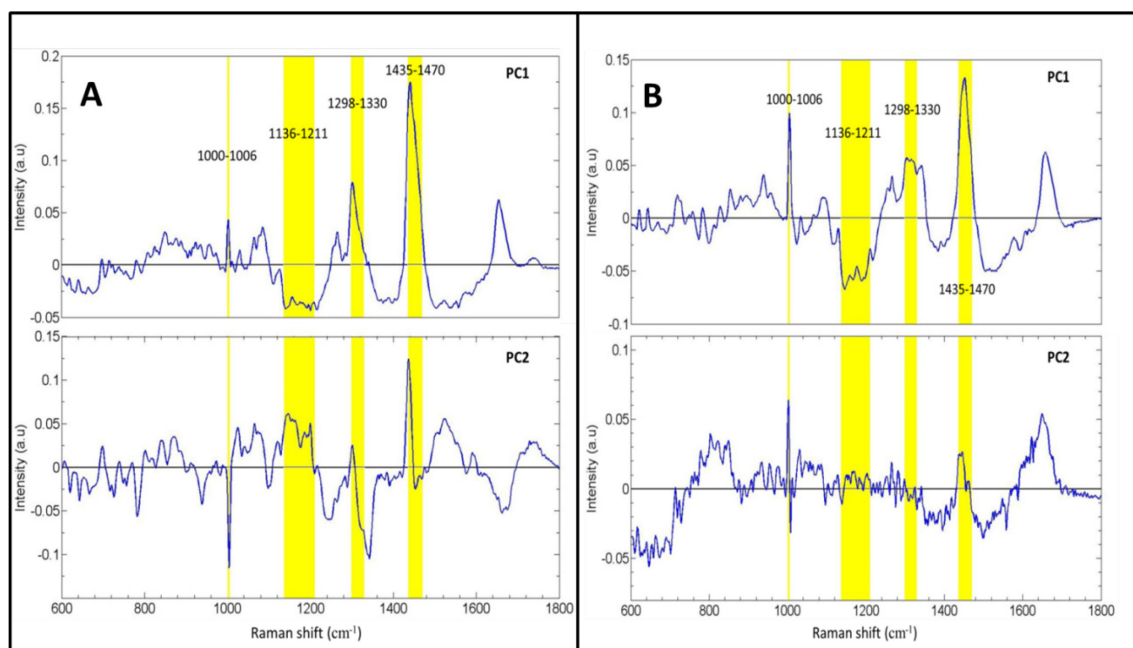 A
PC1
1435-1470
1298-1330
1136-1211
1000-1006
Intensity (a.u)
0.2
0.15
0.1
0.05
0
-0.05
PC2
Intensity (a.u)
0.15
0.1
0.05
0
-0.05
-0.1
600 800 1000 1200 1400 1600 1800
Raman shift (cm⁻¹)
B
PC1
1000-1006
1298-1330
1136-1211
1435-1470
Intensity (a.u)
0.15
0.1
0.05
0
-0.05
-0.1
PC2
Intensity (a.u)
0.1
0.05
0
0.05
600 800 1000 1200 1400 1600 1800
Raman shift (cm⁻¹)